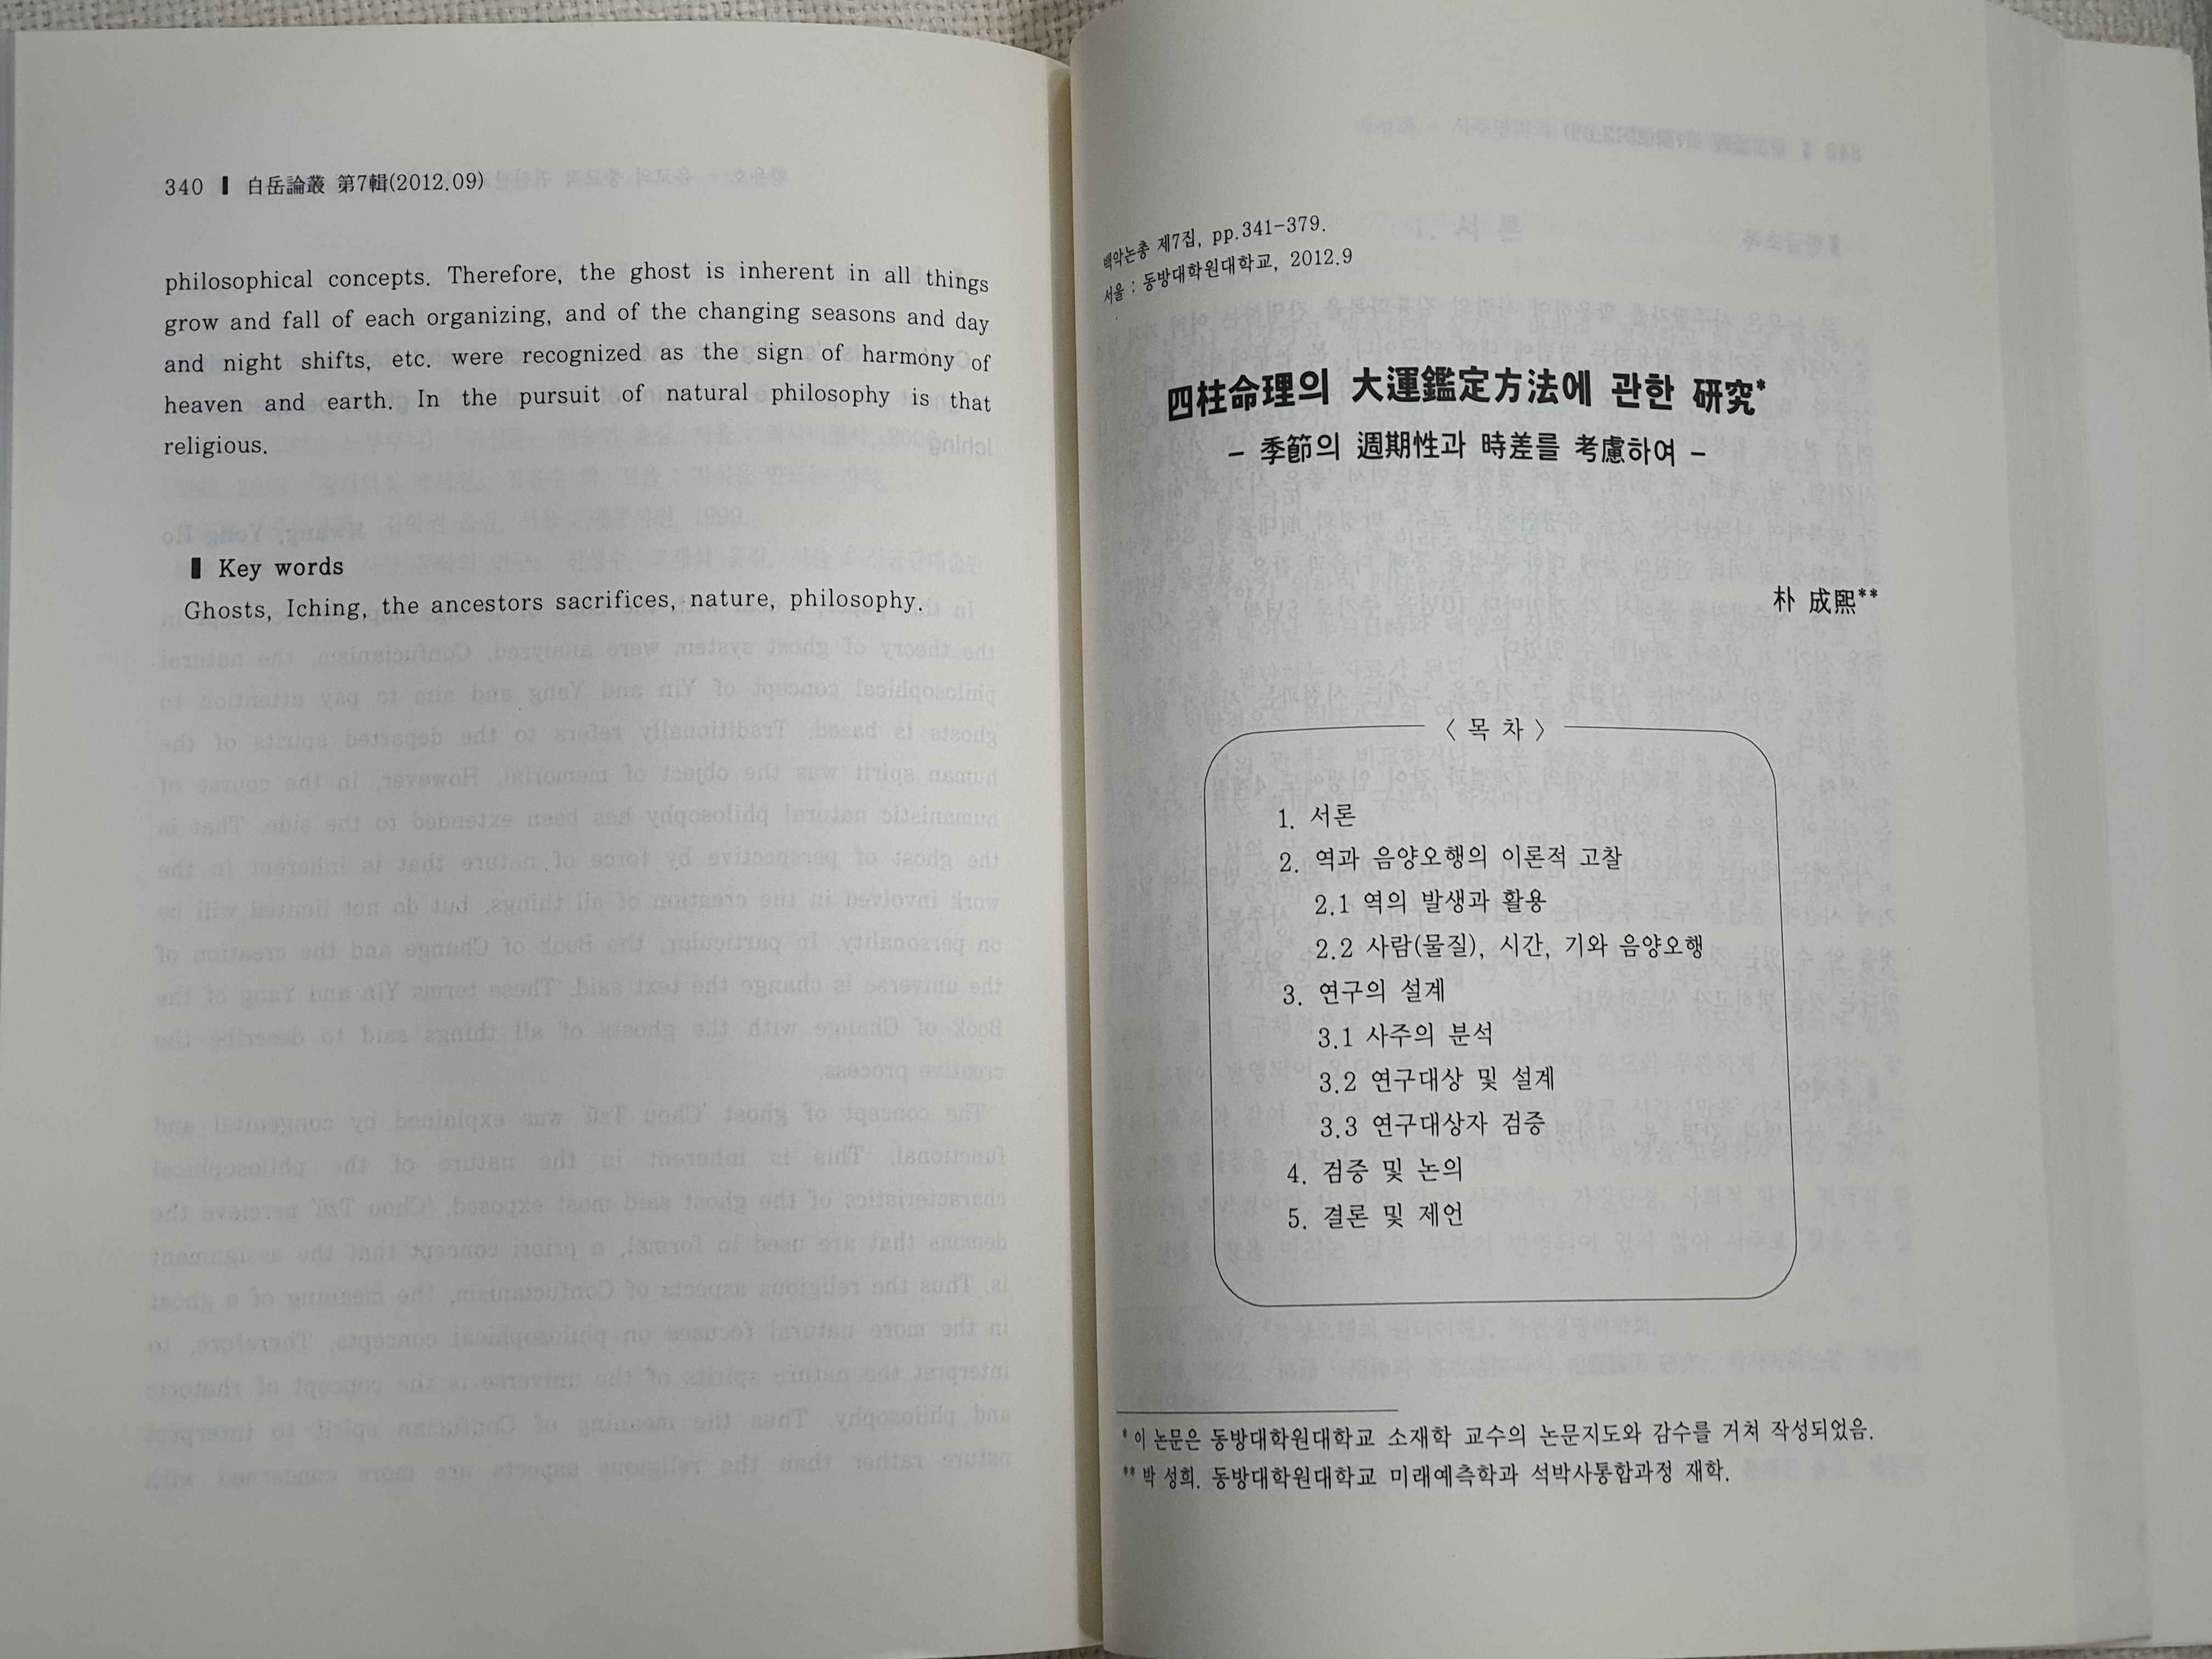 340 ▌ 白岳論叢 第7輯(2012.09)
philosophical concepts. Therefore, the ghost is inherent in all things
grow and fall of each organizing, and of the changing seasons and day
and night shifts, etc. were recognized as the sign of harmony of
heaven and earth. In the pursuit of natural philosophy is that
religious.
▌ Key words
Ghosts, Iching, the ancestors sacrifices, nature, philosophy.
백악논총 제7집, pp.341-379.
서울 : 동방대학원대학교, 2012.9
四柱命理의 大運鑑定方法에 관한 硏究*
- 季節의 週期性과 時差를 考慮하여 -
朴 成熙**
〈 목 차 〉
1. 서론
2. 역과 음양오행의 이론적 고찰
2.1 역의 발생과 활용
2.2 사람(물질), 시간, 기와 음양오행
3. 연구의 설계
3.1 사주의 분석
3.2 연구대상 및 설계
3.3 연구대상자 검증
4. 검증 및 논의
5. 결론 및 제언
* 이 논문은 동방대학원대학교 소재학 교수의 논문지도와 감수를 거쳐 작성되었음.
** 박 성희. 동방대학원대학교 미래예측학과 석박사통합과정 재학.